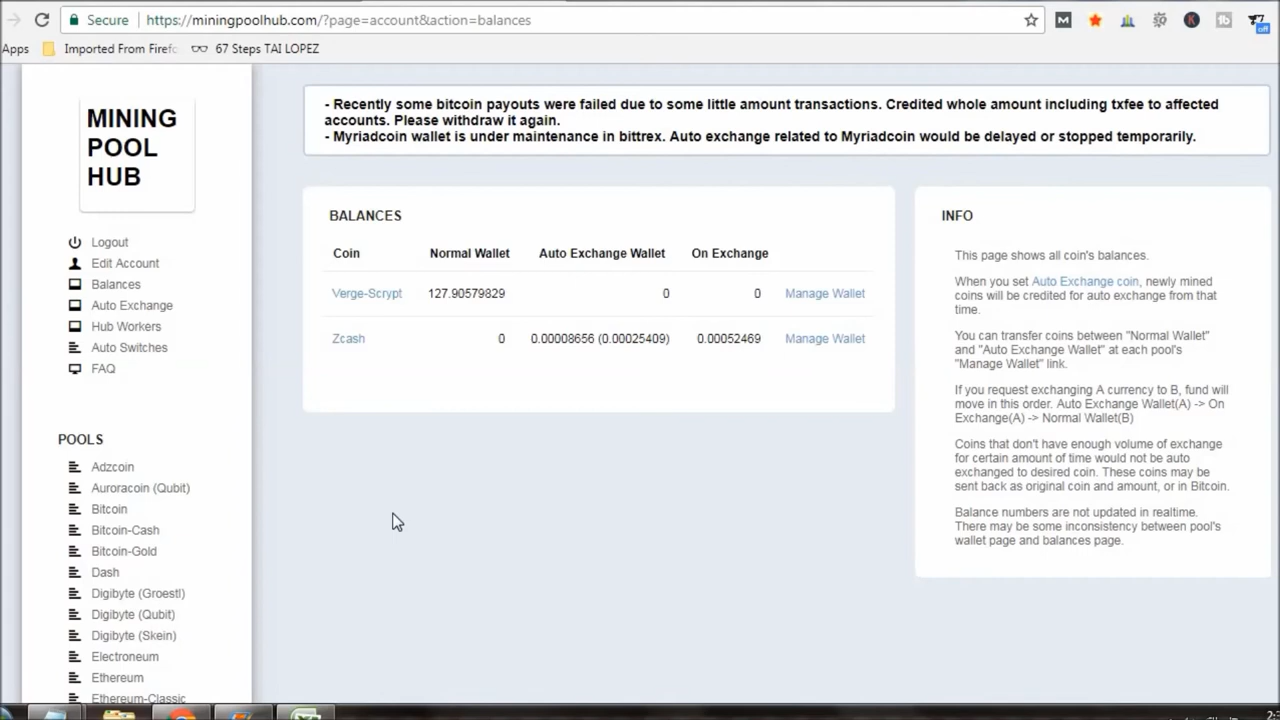 Secure https://miningpoolhub.com/?page=account&action=balances
Apps Imported From Firefo 67 Steps TAI LOPEZ
MINING
POOL
HUB
Logout
Edit Account
Balances
Auto Exchange
Hub Workers
Auto Switches
FAQ
POOLS
Adzcoin
Auroracoin (Qubit)
Bitcoin
Bitcoin-Cash
Bitcoin-Gold
Dash
Digibyte (Groestl)
Digibyte (Qubit)
Digibyte (Skein)
Electroneum
Ethereum
Ethereum-Classic
- Recently some bitcoin payouts were failed due to some little amount transactions. Credited whole amount including txfee to affected
accounts. Please withdraw it again.
- Myriadcoin wallet is under maintenance in bittrex. Auto exchange related to Myriadcoin would be delayed or stopped temporarily.
BALANCES
Coin Normal Wallet Auto Exchange Wallet On Exchange
Verge-Scrypt 127.90579829 0 0 Manage Wallet
Zcash 0 0.00008656 (0.00025409) 0.00052469 Manage Wallet
INFO
This page shows all coin's balances.
When you set Auto Exchange coin, newly mined
coins will be credited for auto exchange from that
time.
You can transfer coins between "Normal Wallet"
and "Auto Exchange Wallet" at each pool's
"Manage Wallet" link.
If you request exchanging A currency to B, fund will
move in this order. Auto Exchange Wallet(A) -> On
Exchange(A) -> Normal Wallet(B)
Coins that don't have enough volume of exchange
for certain amount of time would not be auto
exchanged to desired coin. These coins may be
sent back as original coin and amount, or in Bitcoin.
Balance numbers are not updated in realtime.
There may be some inconsistency between pool's
wallet page and balances page.